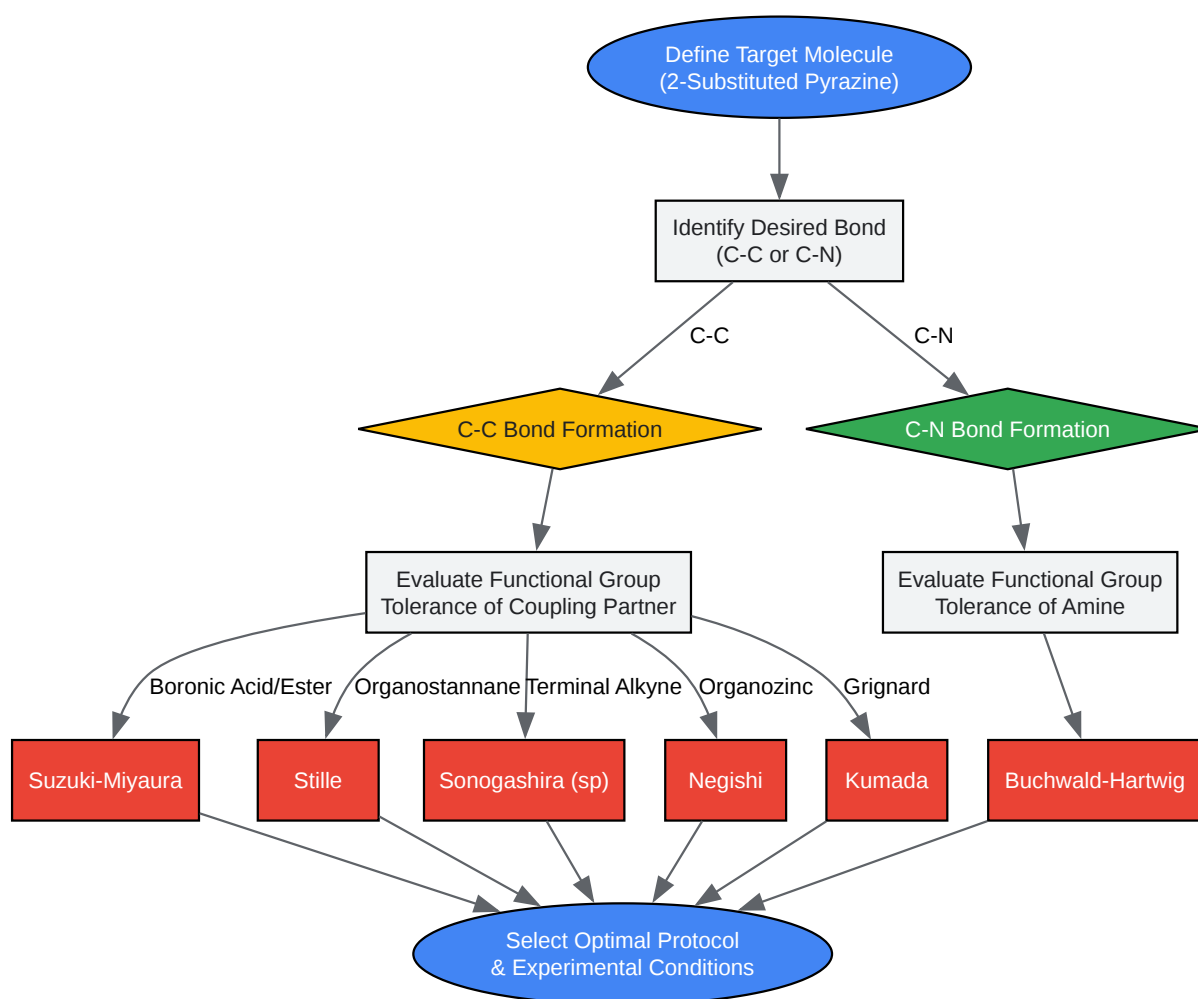 Define Target Molecule
(2-Substituted Pyrazine)
Identify Desired Bond
(C-C or C-N)
C-C
C-N
C-C Bond Formation
C-N Bond Formation
Evaluate Functional Group
Tolerance of Coupling Partner
Evaluate Functional Group
Tolerance of Amine
Boronic Acid/Ester
Organostannane
Terminal Alkyne
Organozinc
Grignard
Suzuki-Miyaura
Stille
Sonogashira (sp)
Negishi
Kumada
Buchwald-Hartwig
Select Optimal Protocol
& Experimental Conditions